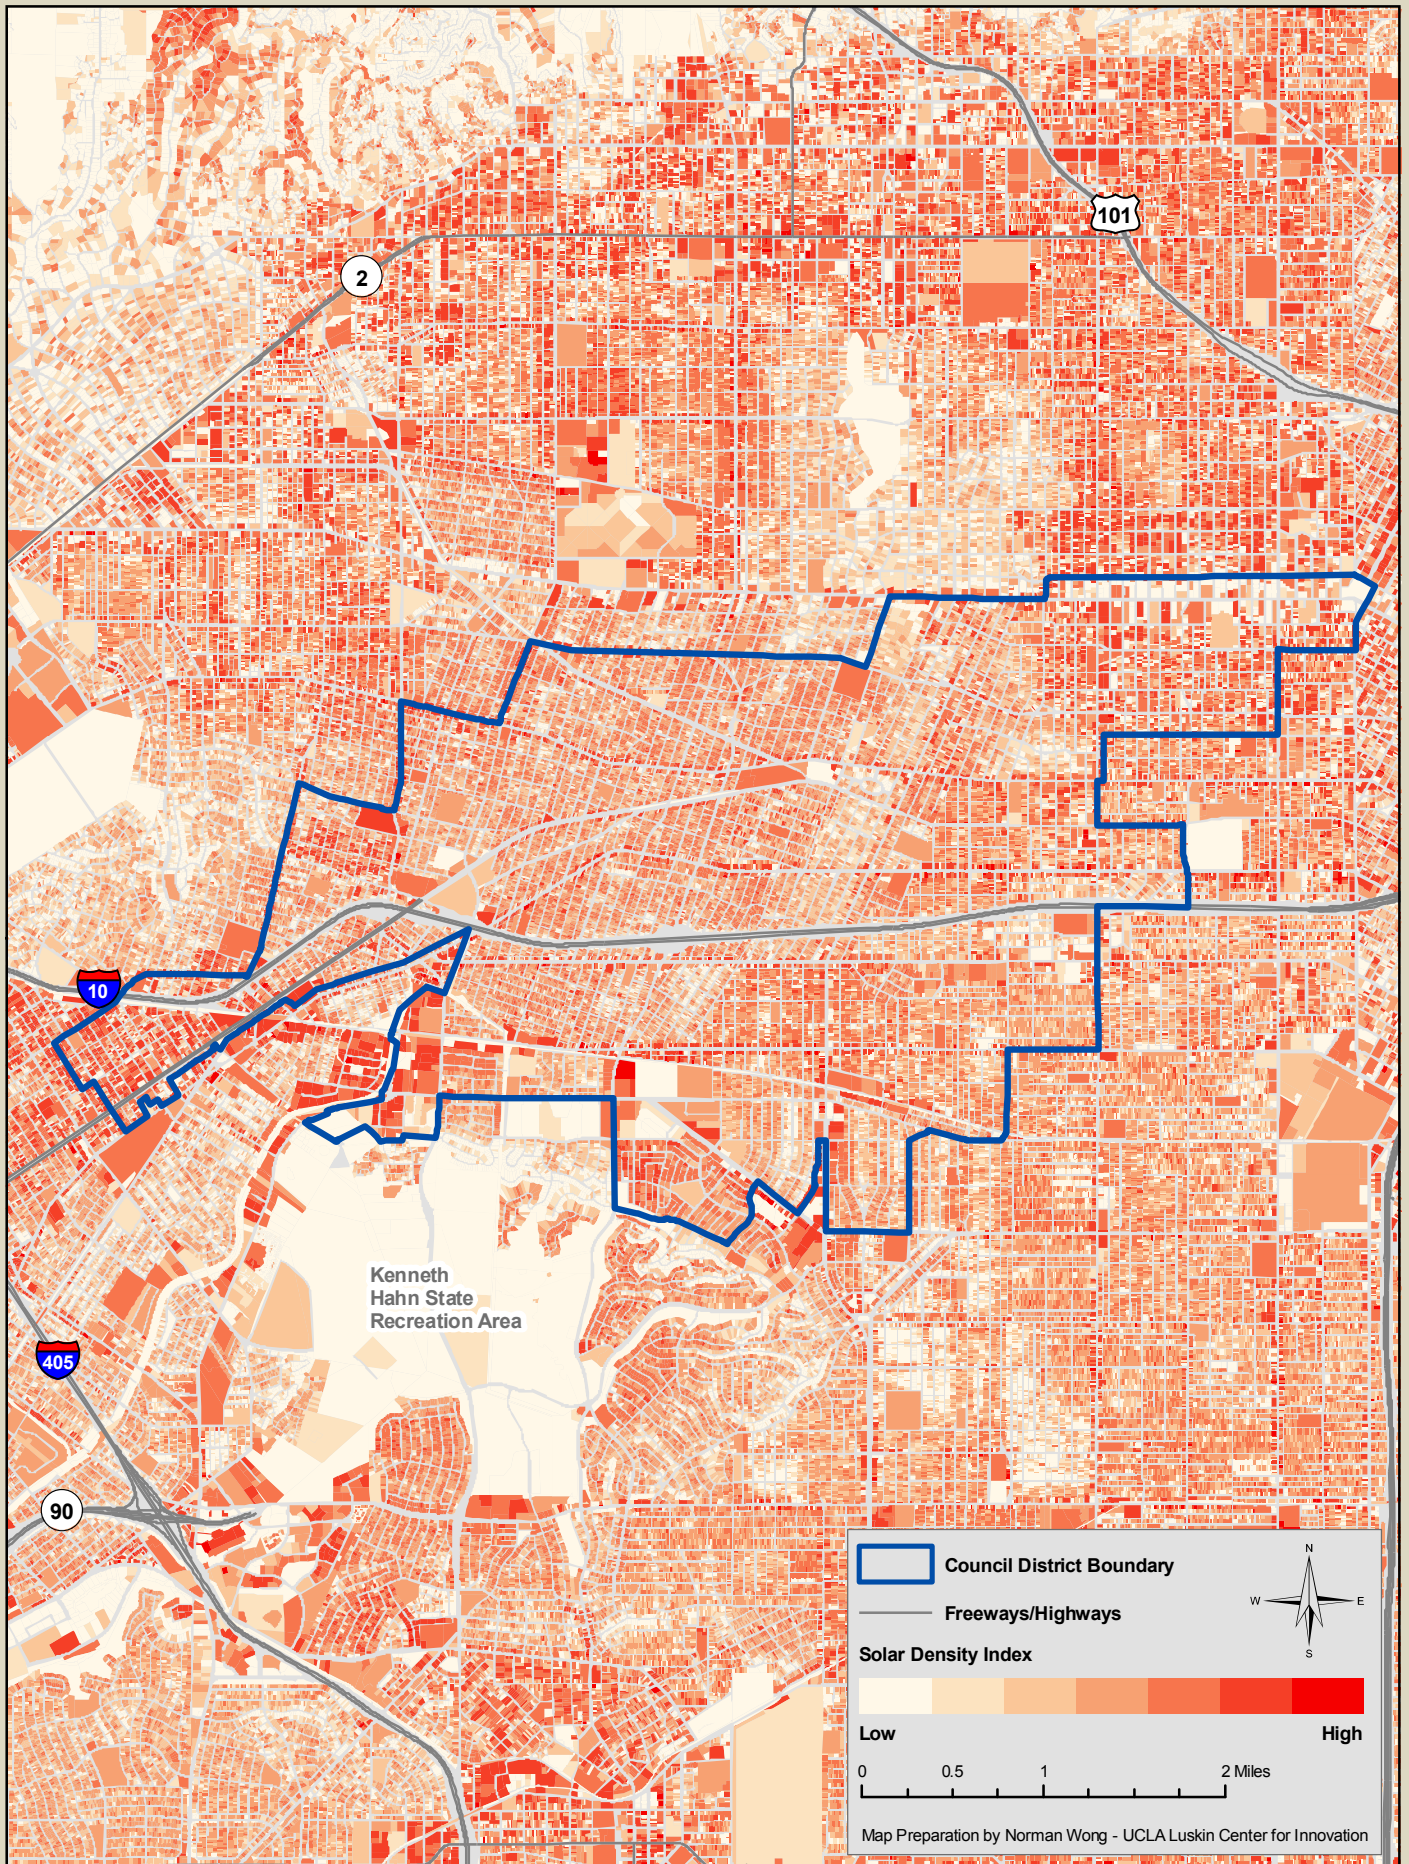 101
2
10
Kenneth
Hahn State
Recreation Area
405
90
Council District Boundary
N
W E
S
Freeways/Highways
Solar Density Index
Low High
0 0.5 1 2 Miles
Map Preparation by Norman Wong - UCLA Luskin Center for Innovation